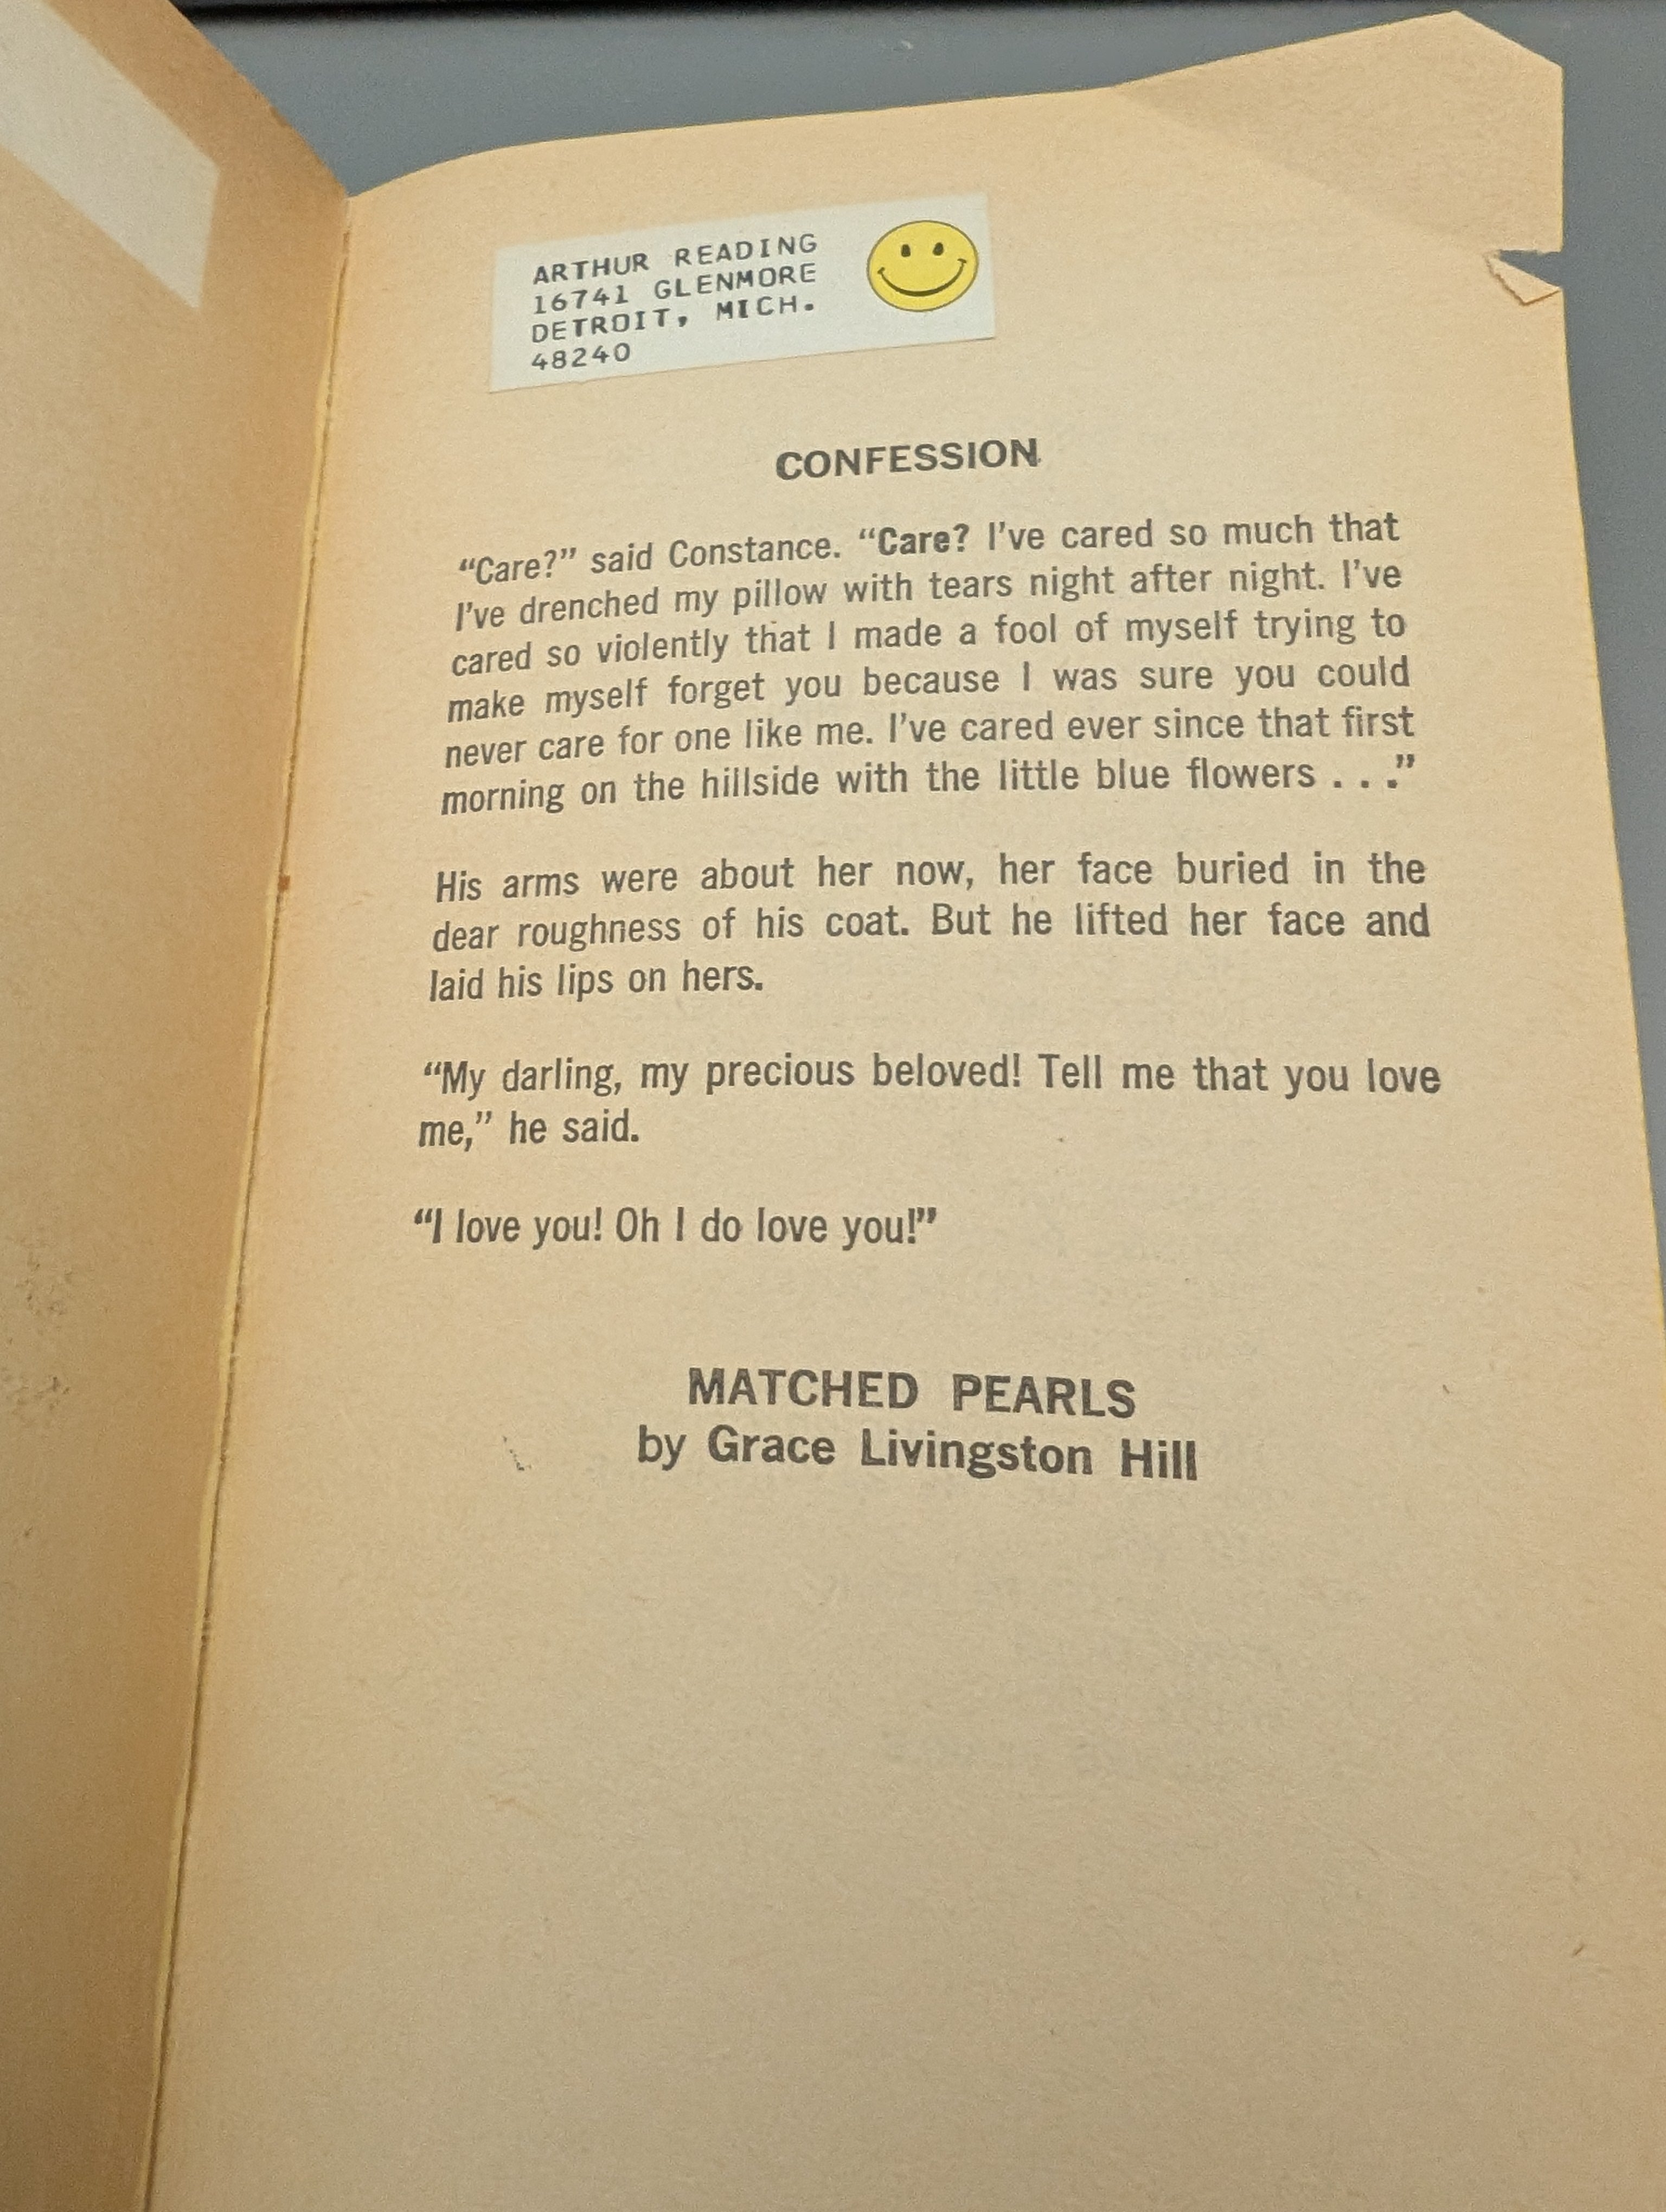 ARTHUR READING
16741 GLENMORE
DETROIT, MICH.
48240
CONFESSION
“Care?” said Constance. “Care? I’ve cared so much that
I’ve drenched my pillow with tears night after night. I’ve
cared so violently that I made a fool of myself trying to
make myself forget you because I was sure you could
never care for one like me. I’ve cared ever since that first
morning on the hillside with the little blue flowers . . .”
His arms were about her now, her face buried in the
dear roughness of his coat. But he lifted her face and
laid his lips on hers.
“My darling, my precious beloved! Tell me that you love
me,” he said.
“I love you! Oh I do love you!”
MATCHED PEARLS
by Grace Livingston Hill